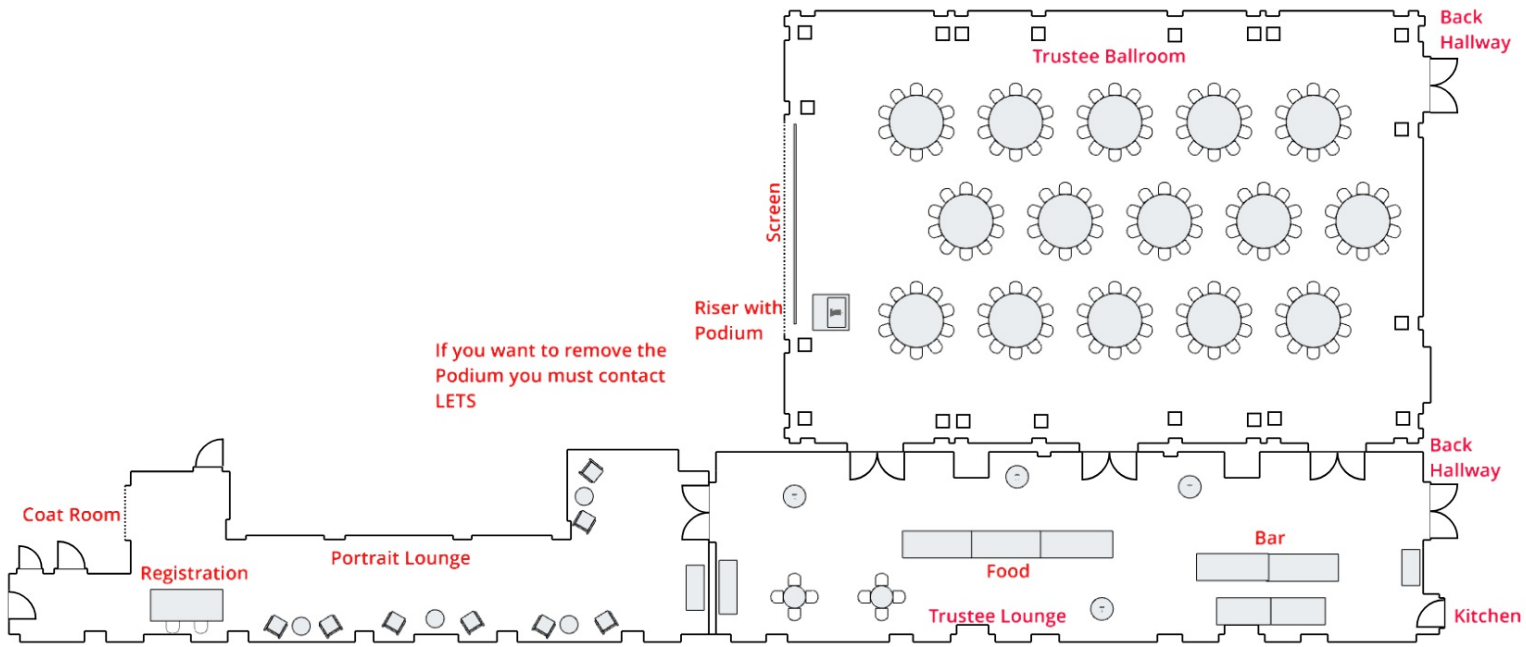 Back
Hallway
Trustee Ballroom
Screen
Riser with
Podium
If you want to remove the
Podium you must contact
LETS
Back
Hallway
Coat Room
Portrait Lounge
Registration
Bar
Food
Trustee Lounge
Kitchen